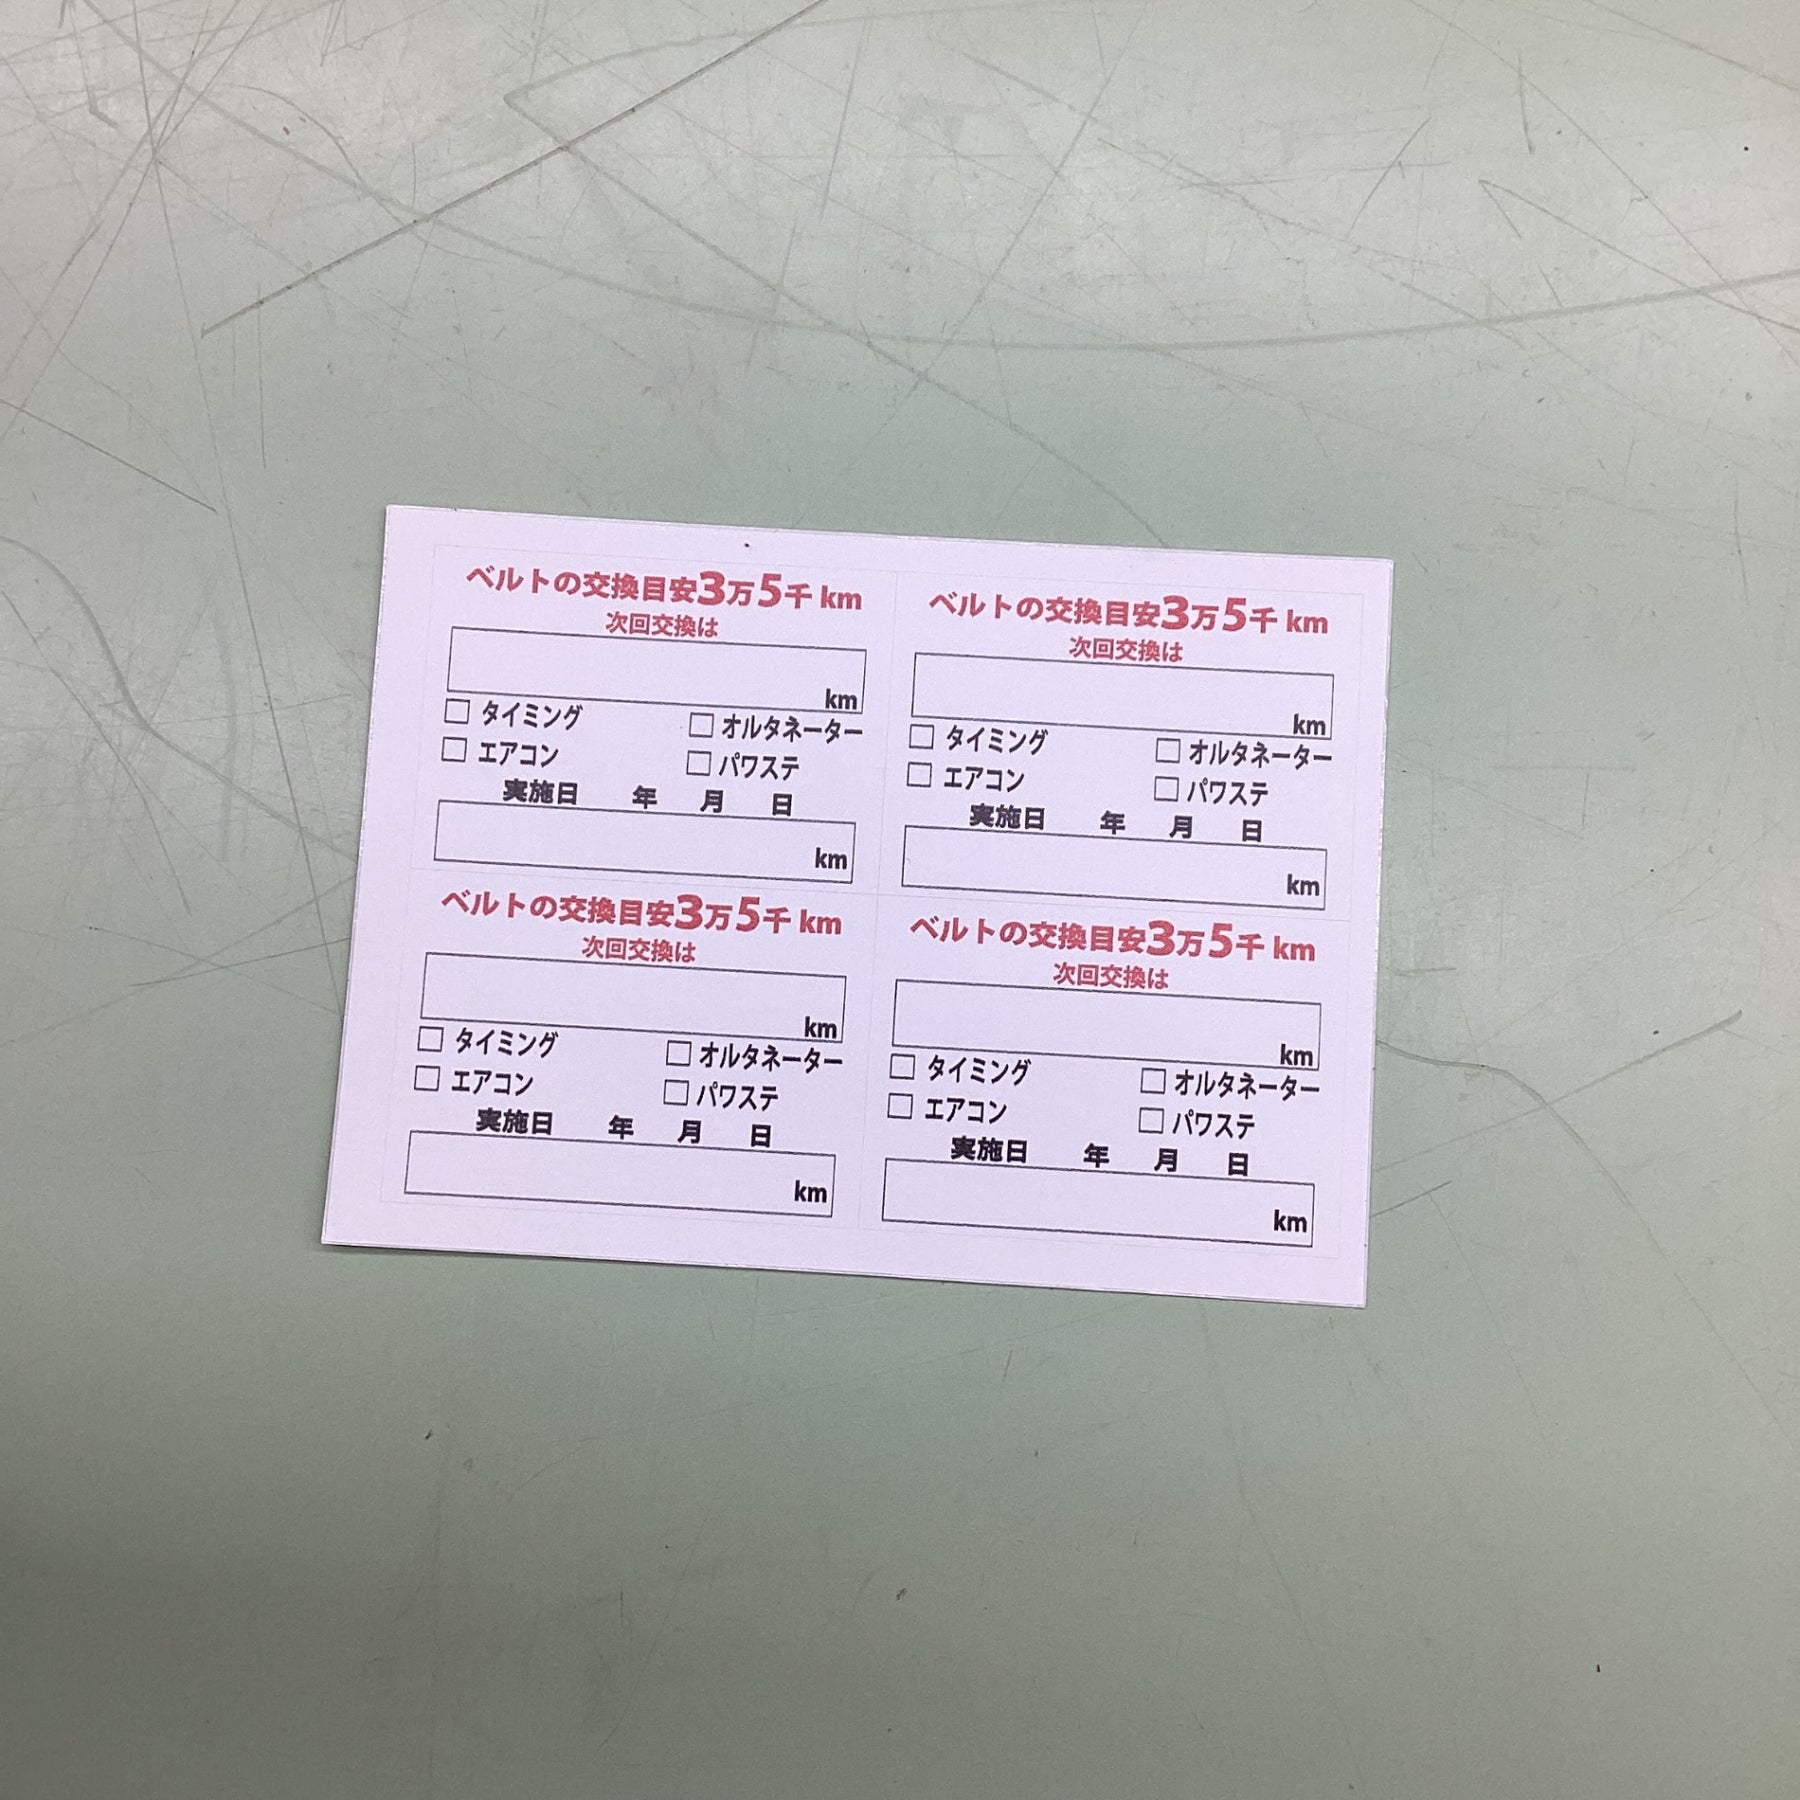 ベルトの交換目安3万5千km
次回交換は
km
□ タイミング □ オルタネーター
□ エアコン □ パワステ
実施日 年 月 日
km
ベルトの交換目安3万5千km
次回交換は
km
□ タイミング □ オルタネーター
□ エアコン □ パワステ
実施日 年 月 日
km
ベルトの交換目安3万5千km
次回交換は
km
□ タイミング □ オルタネーター
□ エアコン □ パワステ
実施日 年 月 日
km
ベルトの交換目安3万5千km
次回交換は
km
□ タイミング □ オルタネーター
□ エアコン □ パワステ
実施日 年 月 日
km